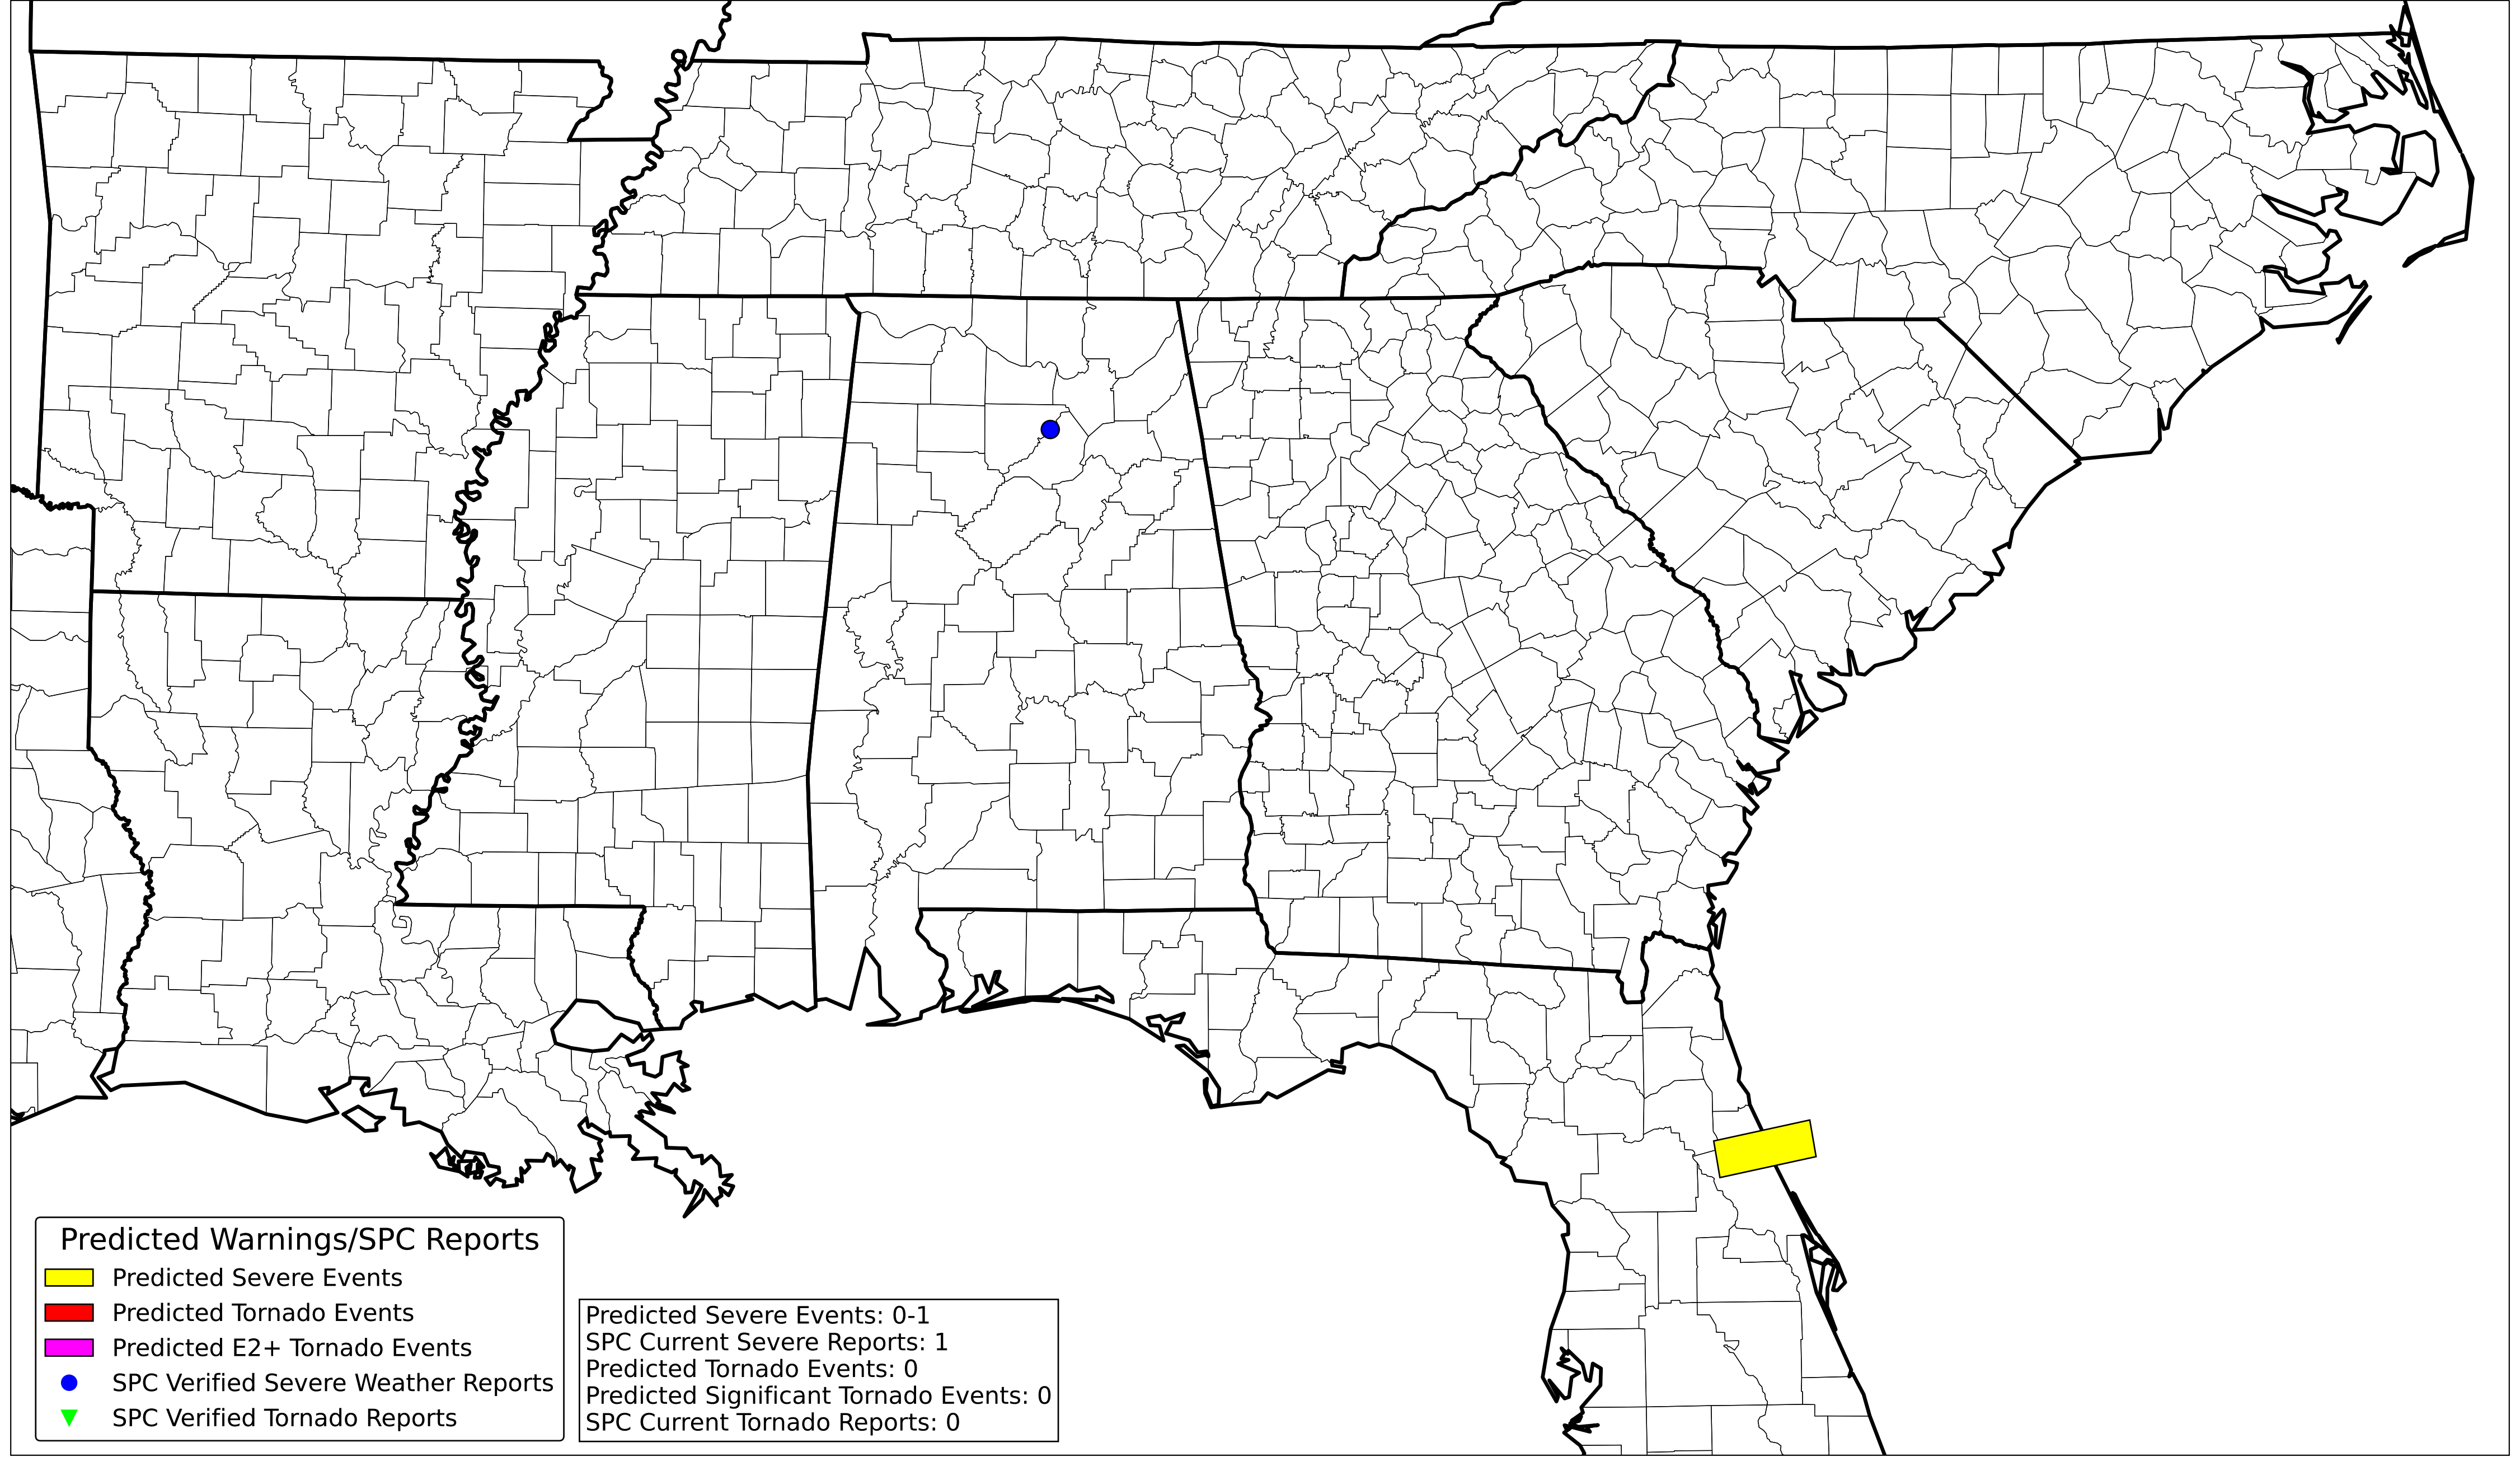 Predicted Warnings/SPC Reports
Predicted Severe Events
Predicted Tornado Events
Predicted E2+ Tornado Events
SPC Verified Severe Weather Reports
SPC Verified Tornado Reports
Predicted Severe Events: 0-1
SPC Current Severe Reports: 1
Predicted Tornado Events: 0
Predicted Significant Tornado Events: 0
SPC Current Tornado Reports: 0